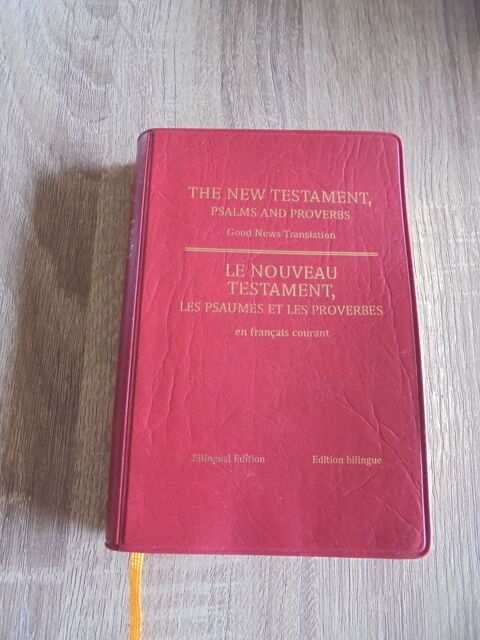 THE NEW TESTAMENT,
PSALMS AND PROVERBS
Good News Translation
LE NOUVEAU
TESTAMENT,
LES PSAUMES ET LES PROVERBES
en français courant
Bilingual Edition Edition bilingue